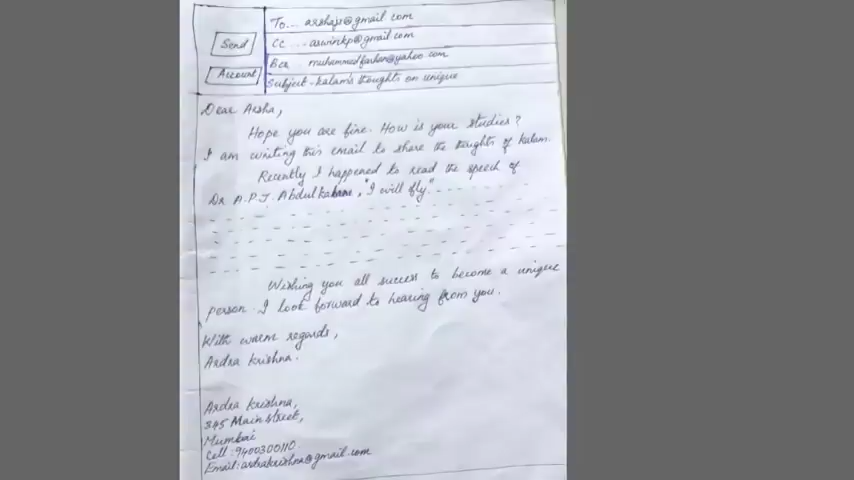 Send
Account
To... arshajs@gmail com
Cc ... aswinkp@gmail com
Bcc . muhammedfarhan@yahoo com
Subject - kalam's thoughts on unique
Dear Arsha,
Hope you are fine. How is your studies?
I am writing this email to share the thoughts of kalam.
Recently I happened to read the speech of
Dr A.P.J. Abdul kalam, "I will fly"
Wishing you all success to become a unique
person. I look forward to hearing from you.
With warm regards,
Ardra krishna.
Ardra krishna,
345 Main street,
Mumbai
Cell : 9400300110
Email: ardrakrishna@gmail.com